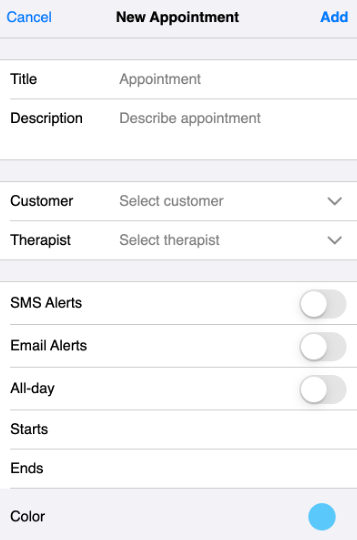 Cancel New Appointment Add
Title Appointment
Description Describe appointment
Customer Select customer
Therapist Select therapist
SMS Alerts
Email Alerts
All-day
Starts
Ends
Color